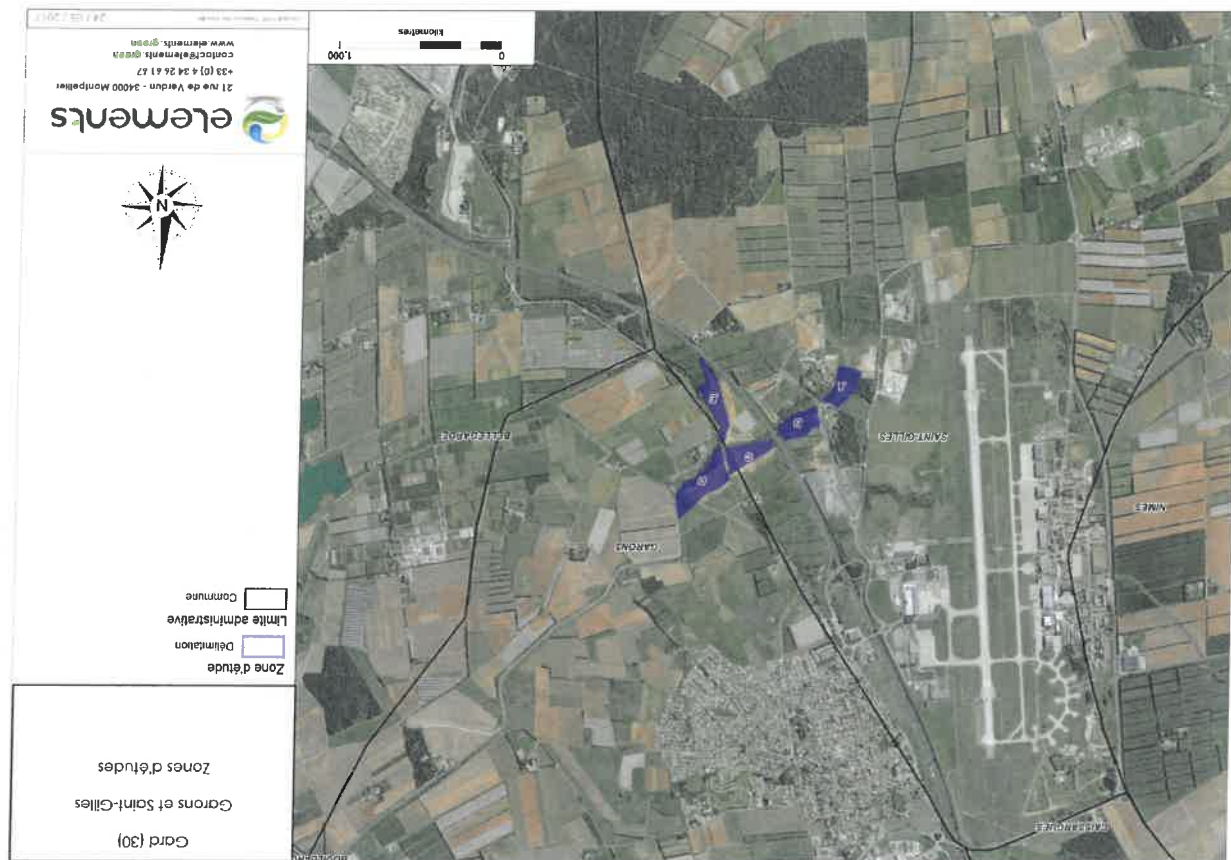 Gard (30)
Garons et Saint-Gilles
Zones d'études
Zone d'étude
Délimitation
Limite administrative
Commune
N
elements
21 rue de Verdun - 34000 Montpellier
+33 (0) 4 34 26 61 67
contact@elements.green
www.elements.green
CAISSARGUES
NIMES
GARONS
SAINT-GILLES
BELLEGARDE
0
1,000
kilomètres